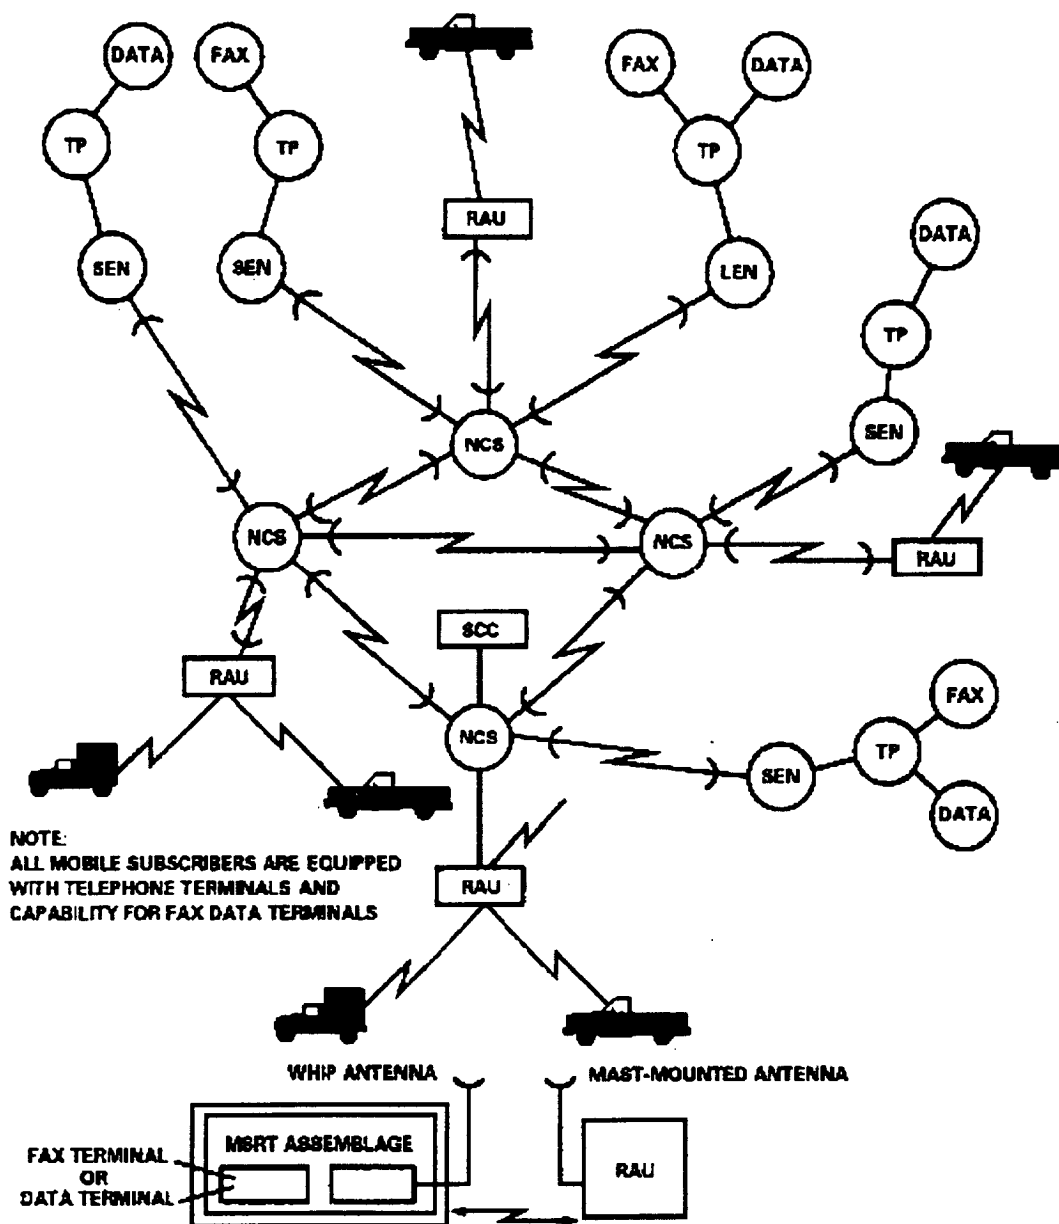 DATA
FAX
FAX
DATA
TP
TP
TP
RAU
DATA
SEN
SEN
LEN
TP
SEN
NCS
NCS
NCS
RAU
SCC
RAU
FAX
NCS
TP
SEN
DATA
NOTE:
ALL MOBILE SUBSCRIBERS ARE EQUIPPED
WITH TELEPHONE TERMINALS AND
CAPABILITY FOR FAX DATA TERMINALS
RAU
WHIP ANTENNA
MAST-MOUNTED ANTENNA
MSRT ASSEMBLAGE
FAX TERMINAL
OR
DATA TERMINAL
RAU